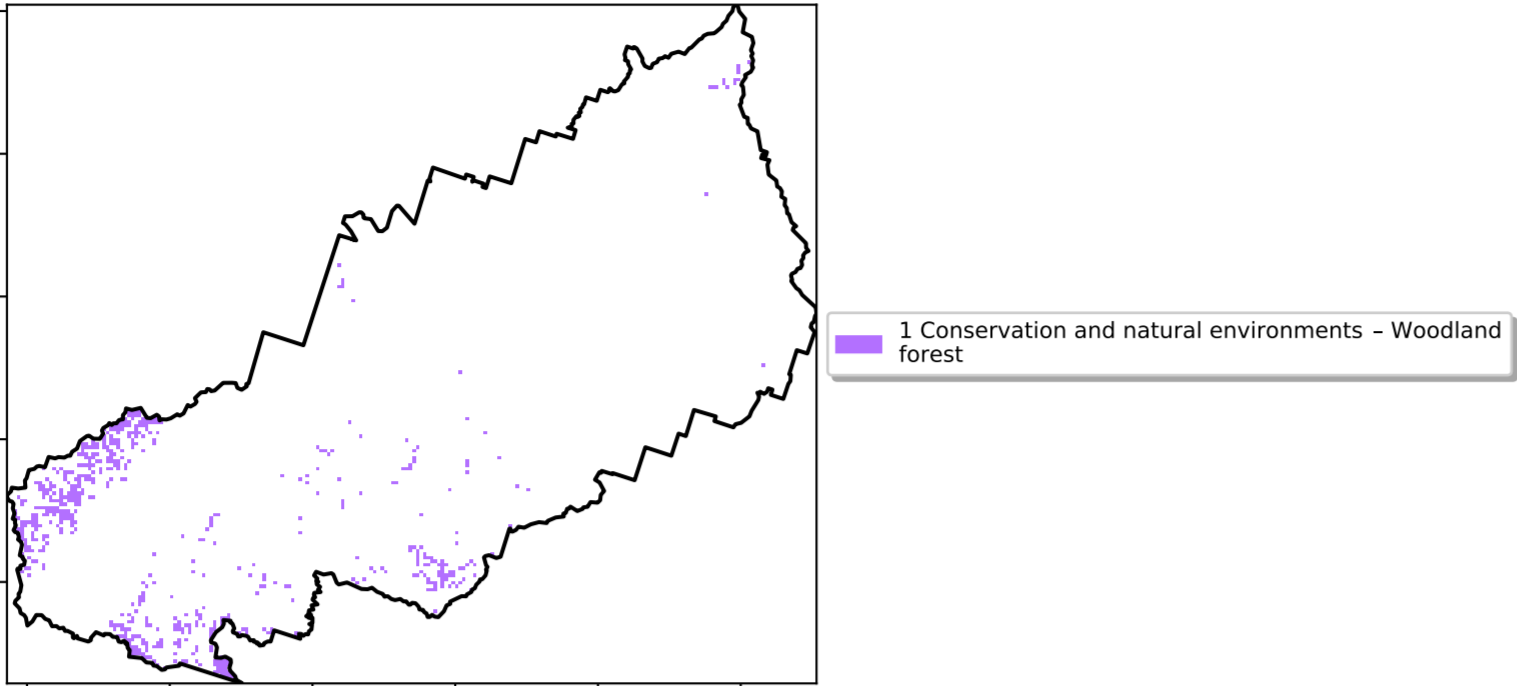 1 Conservation and natural environments – Woodland
forest